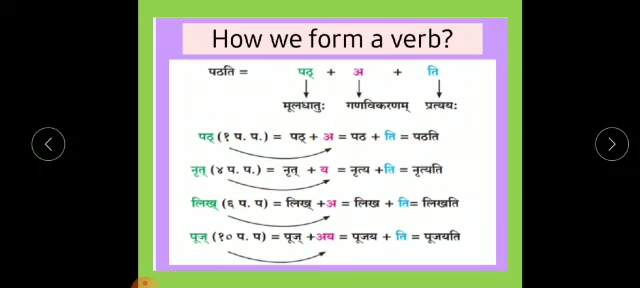 How we form a verb?
पठति = पठ् + अ + ति
मूलधातुः गणविकरणम् प्रत्ययः
पठ् (१ प. प.) = पठ् + अ = पठ + ति = पठति
नृत् (४ प. प.) = नृत् + य = नृत्य +ति = नृत्यति
लिख् (६ प. प) = लिख् +अ = लिख + ति= लिखति
पूज् (१० प. प) = पूज् +अय = पूजय + ति = पूजयति